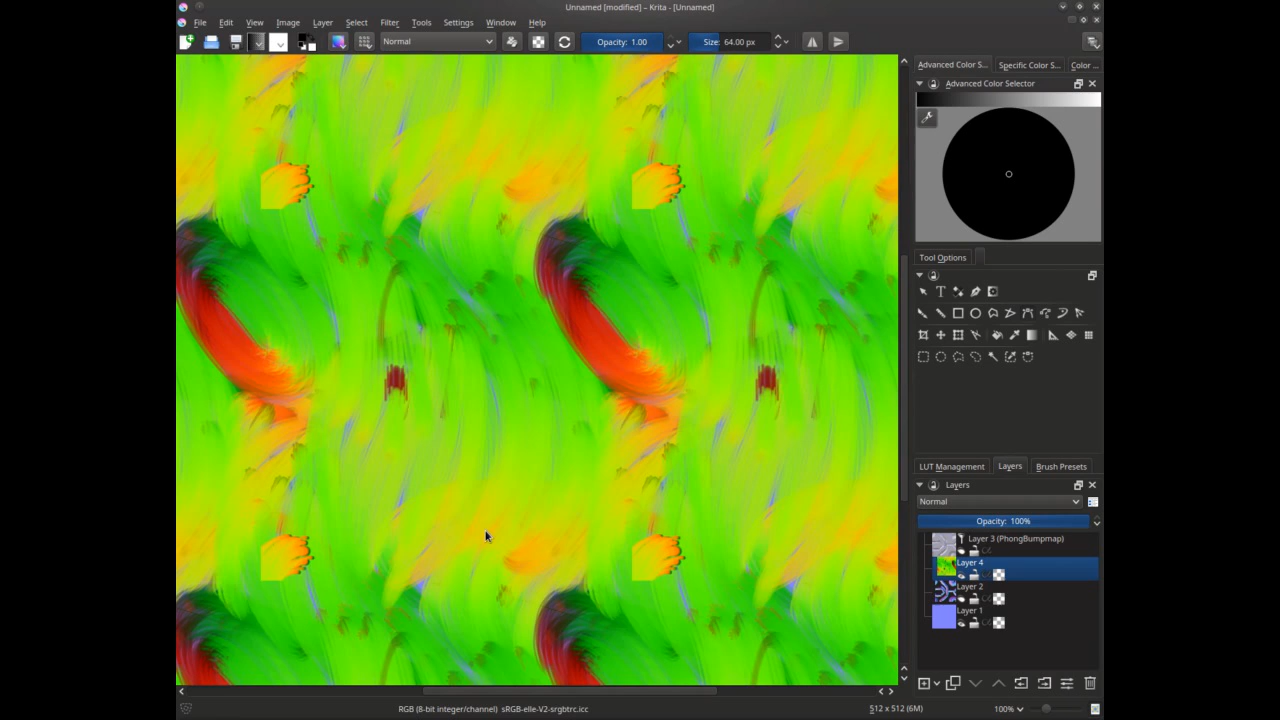 Unnamed [modified] – Krita - [Unnamed]
File Edit View Image Layer Select Filter Tools Settings Window Help
Normal Opacity: 1.00 Size: 64.00 px
Advanced Color S... Specific Color S... Color ...
Advanced Color Selector
Tool Options
LUT Management Layers Brush Presets
Layers
Normal
Opacity: 100%
Layer 3 (PhongBumpmap)
Layer 4
Layer 2
Layer 1
RGB (8-bit integer/channel) sRGB-elle-V2-srgbtrc.icc 512 x 512 (6M) 100%